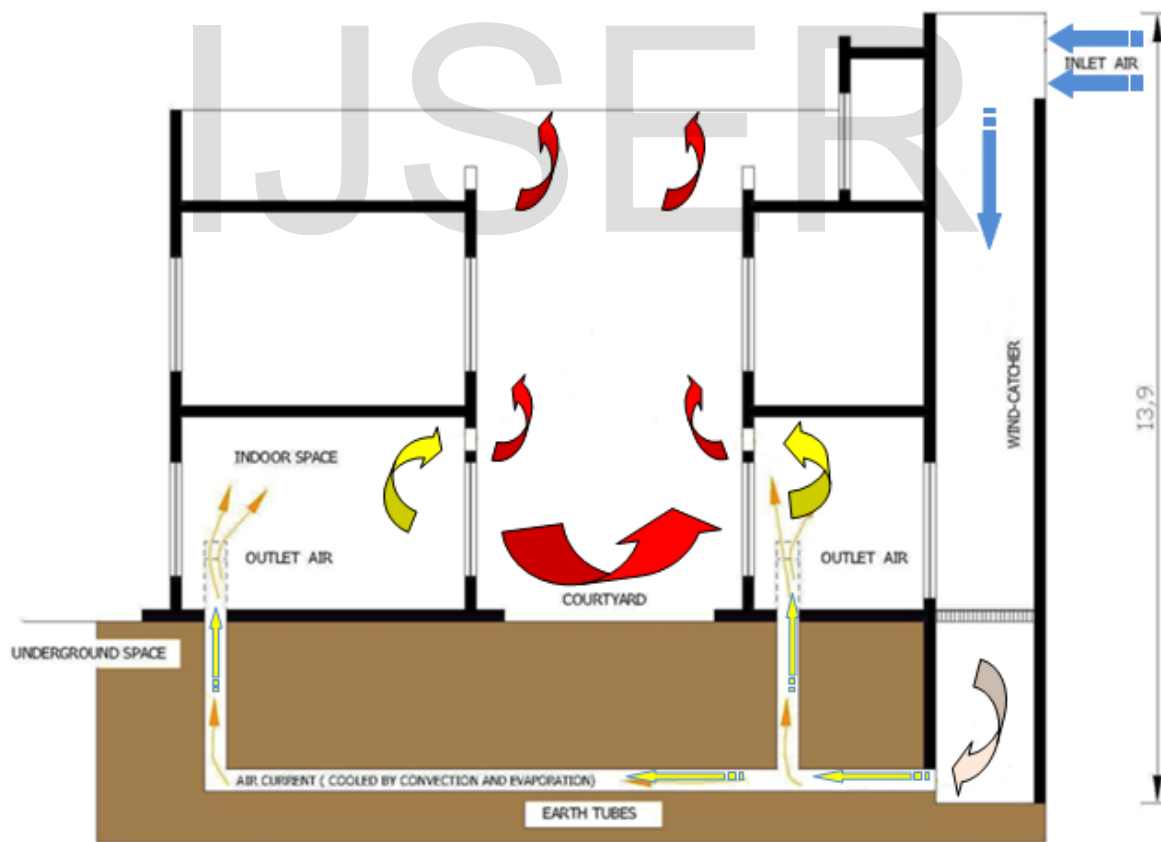 IJSER
INLET AIR
WIND-CATCHER
13,9
INDOOR SPACE
OUTLET AIR
OUTLET AIR
COURTYARD
UNDERGROUND SPACE
AIR CURRENT ( COOLED BY CONVECTION AND EVAPORATION)
EARTH TUBES